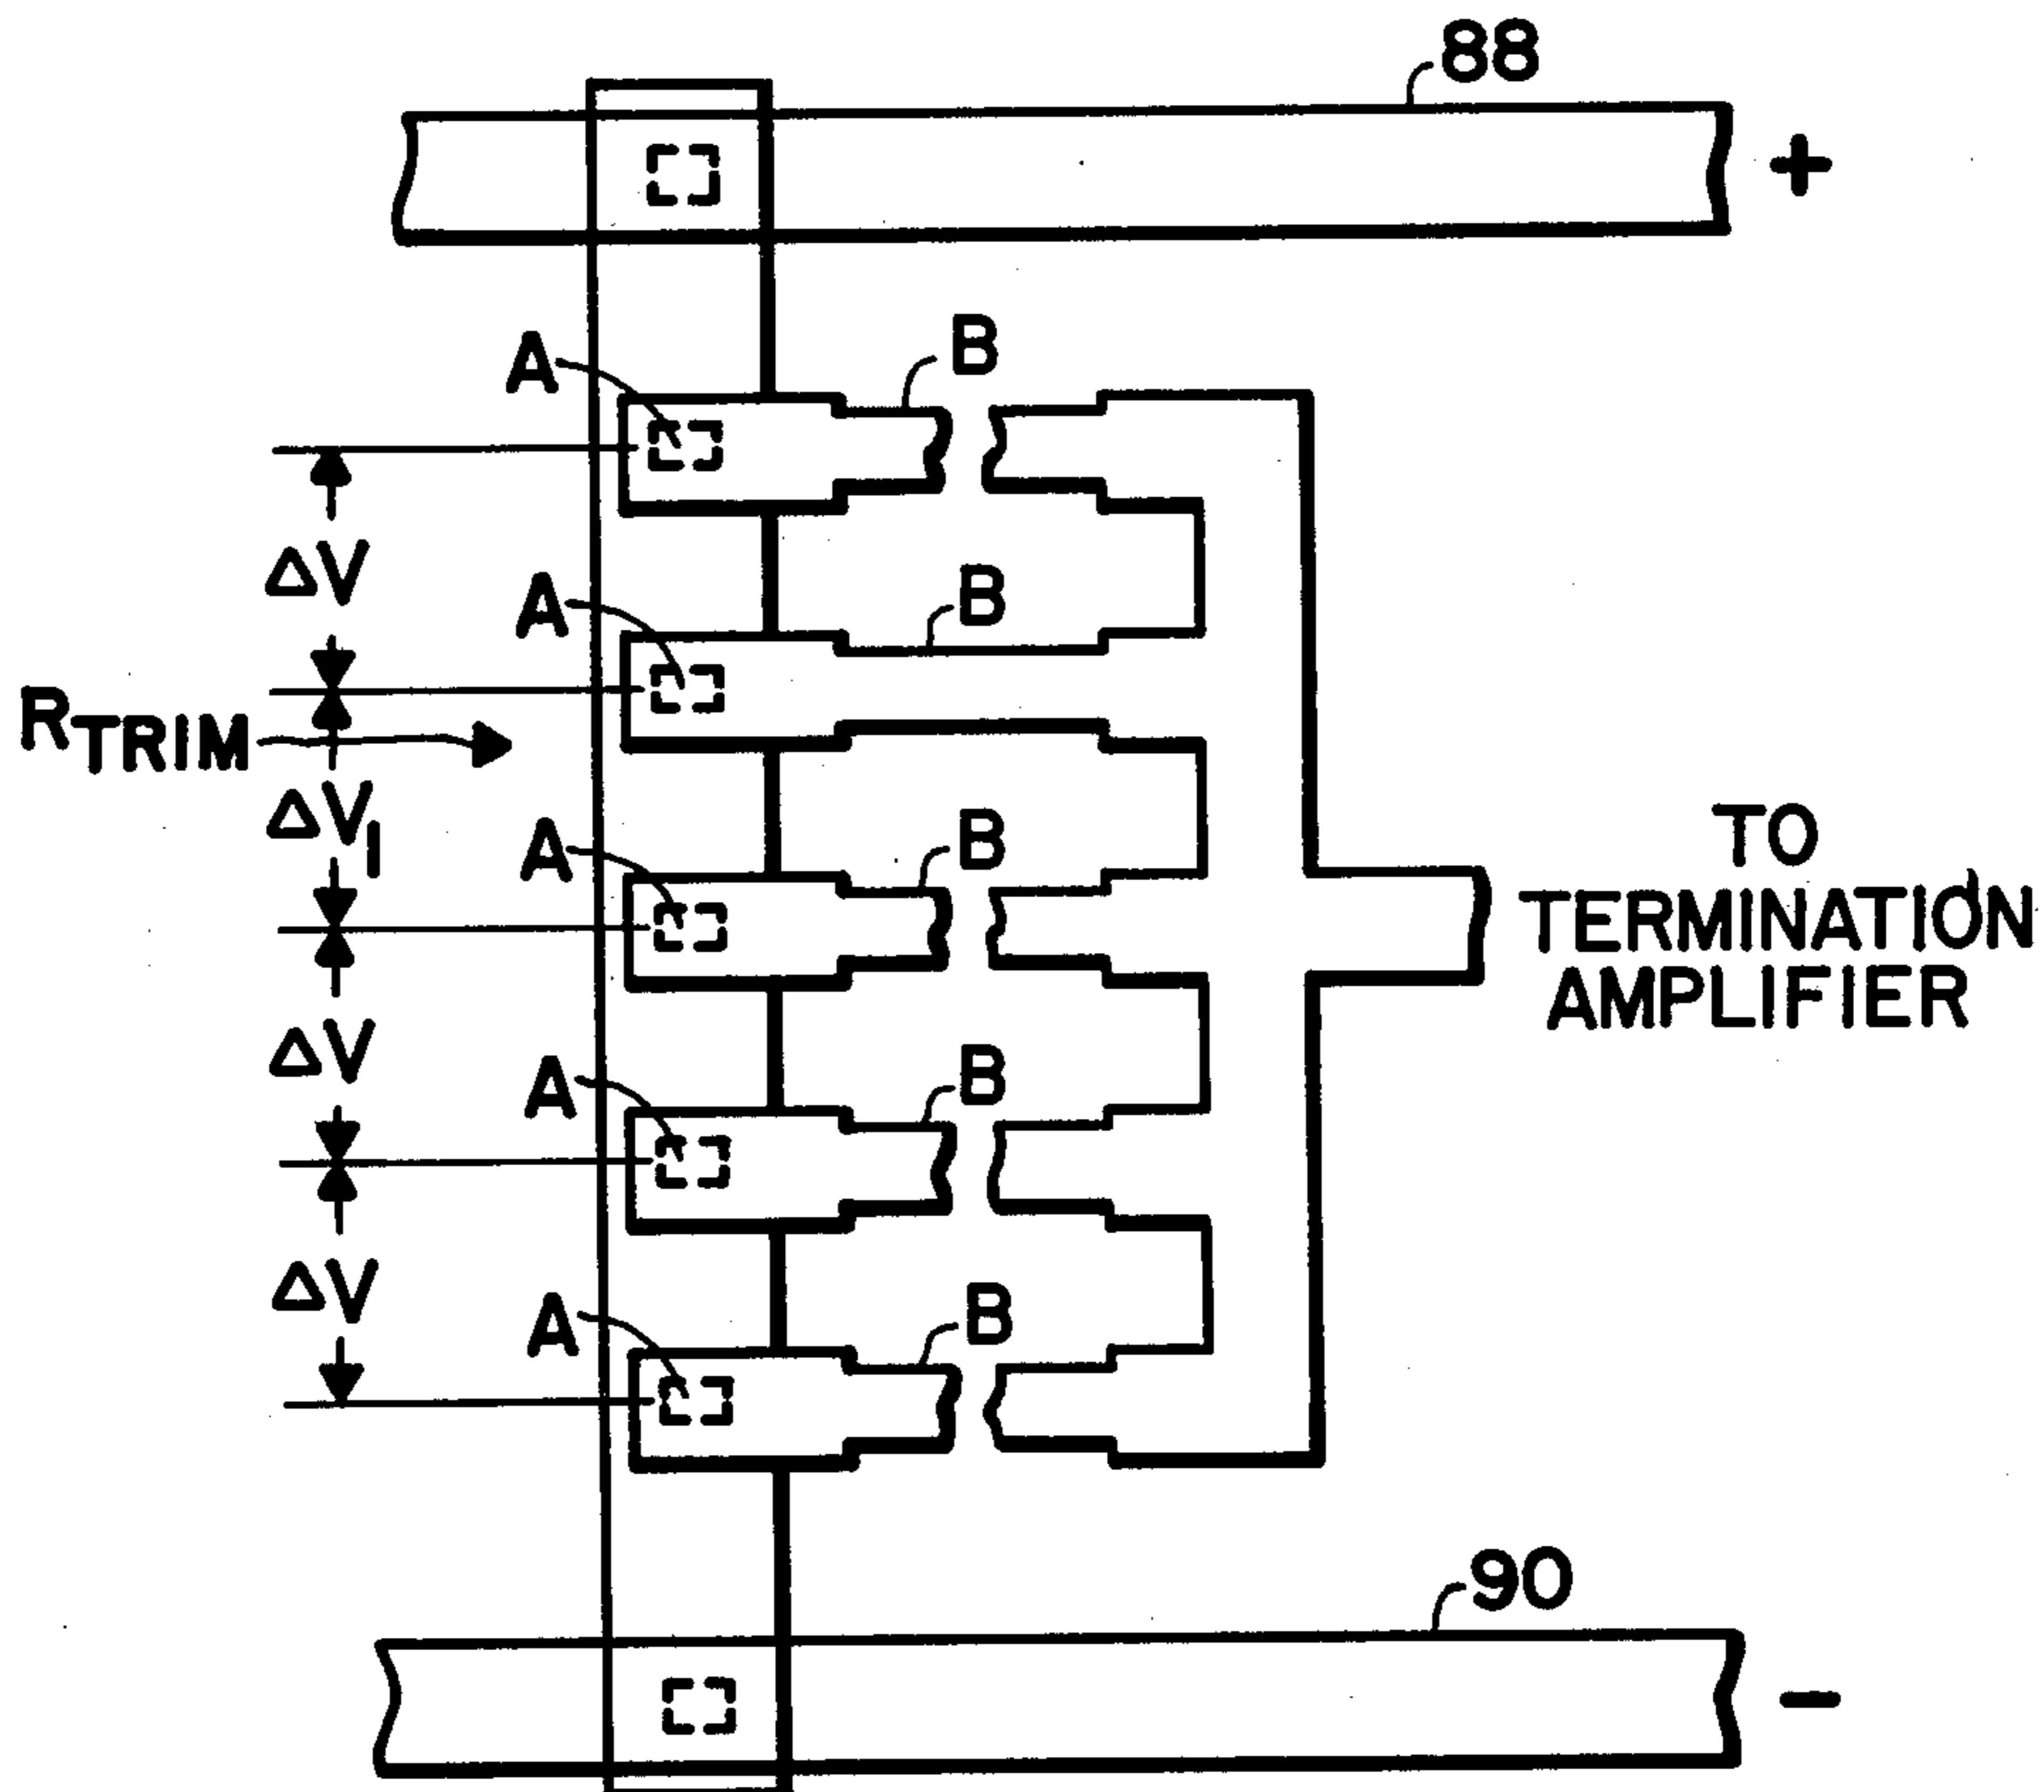 88
+
A
B
ΔV
A
B
RTRIM
ΔV1
A
B
TO
TERMINATION
AMPLIFIER
ΔV
A
B
ΔV
A
B
90
-